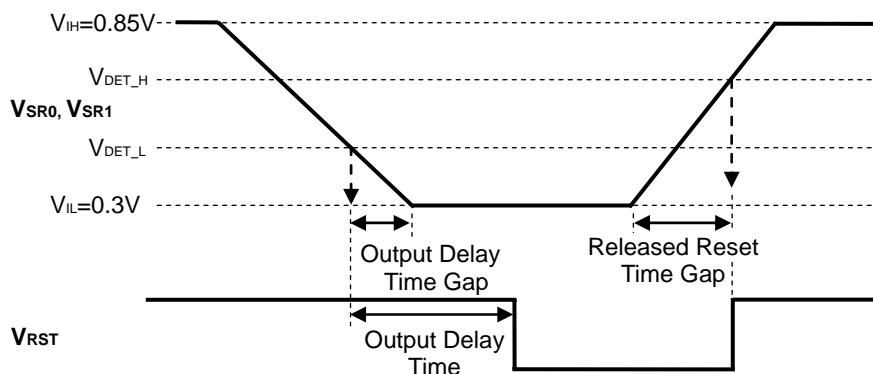 VIH=0.85V
VDET_H
VSR0, VSR1
VDET_L
VIL=0.3V
Output Delay
Time Gap
Released Reset
Time Gap
VRST
Output Delay
Time